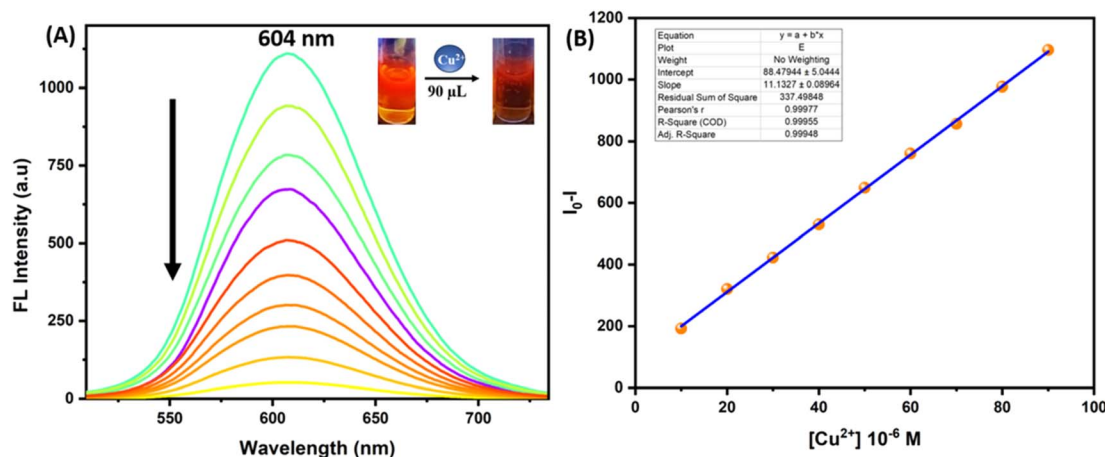 (A)
604 nm
Cu²⁺
90 µL
1000
750
500
250
0
FL Intensity (a.u)
550 600 650 700
Wavelength (nm)
(B)
Equation y = a + b*x
Plot E
Weight No Weighting
Intercept 88.47944 ± 5.0444
Slope 11.1327 ± 0.08964
Residual Sum of Square 337.49848
Pearson's r 0.99977
R-Square (COD) 0.99955
Adj. R-Square 0.99948
1200
1000
800
600
400
200
0
I₀-I
0 20 40 60 80 100
[Cu²⁺] 10⁻⁶ M